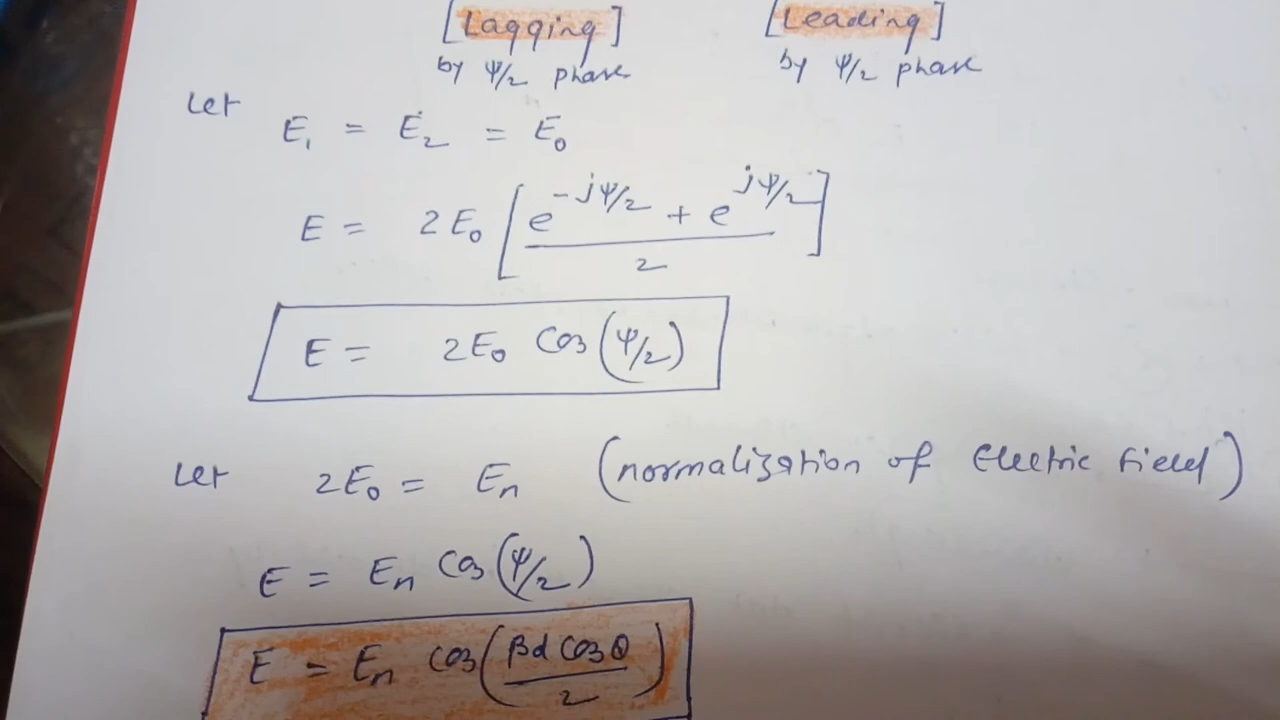 [Lagging] [Leading]
by Ψ/2 phase by Ψ/2 phase
Let
E₁ = E₂ = E₀
E = 2E₀ [ (e^(-jΨ/2) + e^(jΨ/2)) / 2 ]
E = 2E₀ Cos(Ψ/2)
Let 2E₀ = Eₙ (normalization of Electric Field)
E = Eₙ Cos(Ψ/2)
E = Eₙ Cos(βd Cosθ / 2)